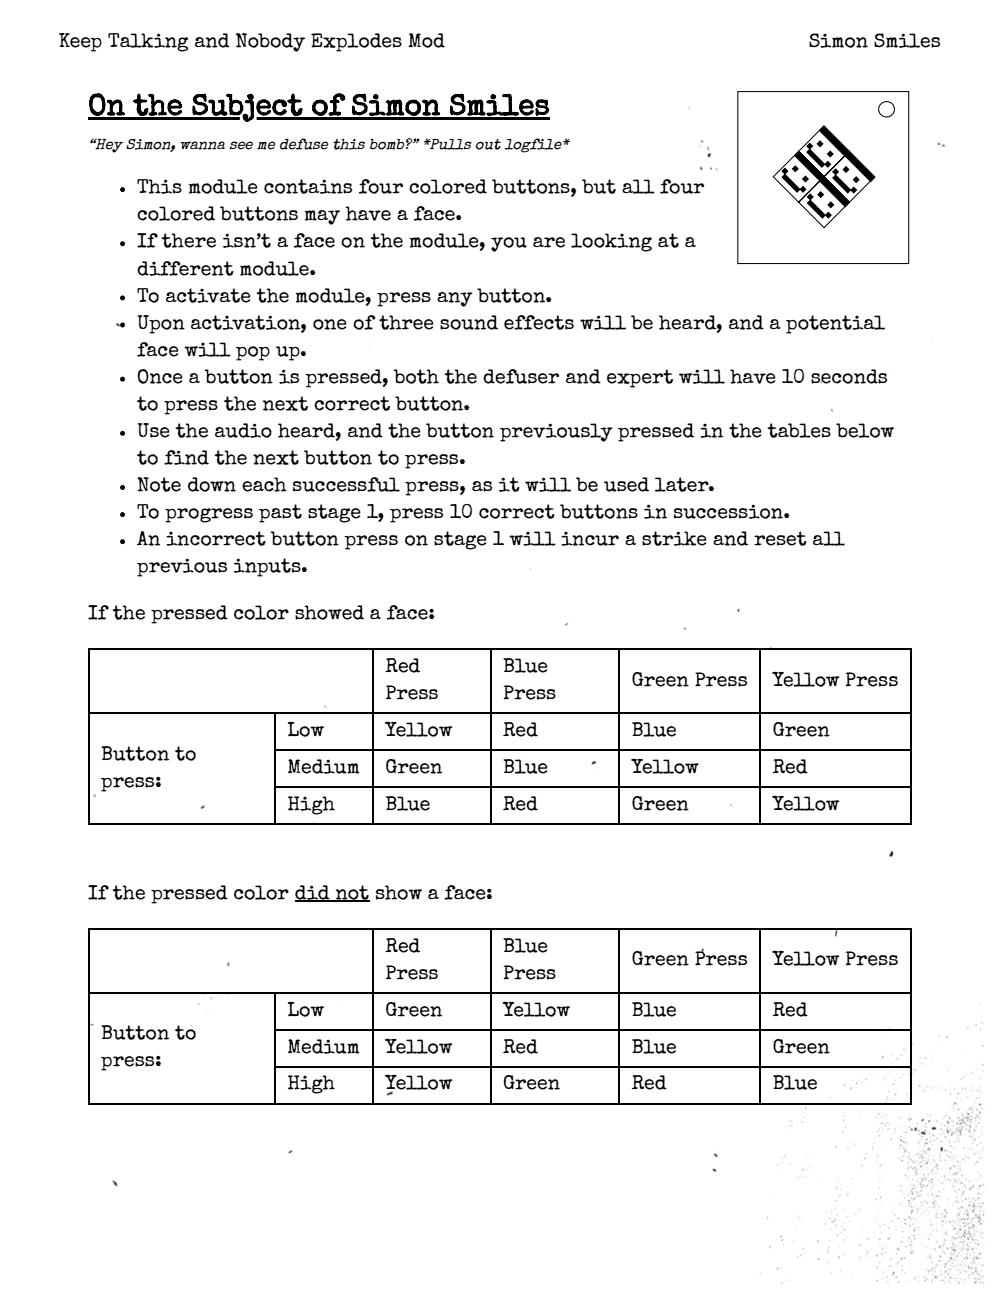 Keep Talking and Nobody Explodes Mod
Simon Smiles
On the Subject of Simon Smiles
“Hey Simon, wanna see me defuse this bomb?” *Pulls out logfile*
• This module contains four colored buttons, but all four
colored buttons may have a face.
• If there isn’t a face on the module, you are looking at a
different module.
• To activate the module, press any button.
• Upon activation, one of three sound effects will be heard, and a potential
face will pop up.
• Once a button is pressed, both the defuser and expert will have 10 seconds
to press the next correct button.
• Use the audio heard, and the button previously pressed in the tables below
to find the next button to press.
• Note down each successful press, as it will be used later.
• To progress past stage 1, press 10 correct buttons in succession.
• An incorrect button press on stage 1 will incur a strike and reset all
previous inputs.
If the pressed color showed a face:
Red Press Blue Press Green Press Yellow Press
Button to press:
Low Yellow Red Blue Green
Medium Green Blue Yellow Red
High Blue Red Green Yellow
If the pressed color did not show a face:
Red Press Blue Press Green Press Yellow Press
Button to press:
Low Green Yellow Blue Red
Medium Yellow Red Blue Green
High Yellow Green Red Blue